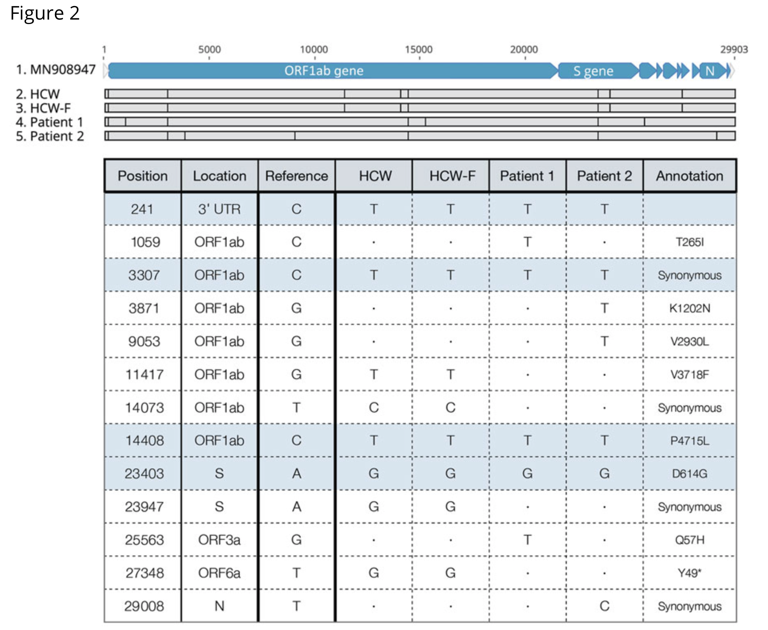 Figure 2
1 5000 10000 15000 20000 29903
1. MN908947 ORF1ab gene S gene N
2. HCW
3. HCW-F
4. Patient 1
5. Patient 2
Position Location Reference HCW HCW-F Patient 1 Patient 2 Annotation
241 3' UTR C T T T T
1059 ORF1ab C · · T · T265I
3307 ORF1ab C T T T T Synonymous
3871 ORF1ab G · · · T K1202N
9053 ORF1ab G · · · T V2930L
11417 ORF1ab G T T · · V3718F
14073 ORF1ab T C C · · Synonymous
14408 ORF1ab C T T T T P4715L
23403 S A G G G G D614G
23947 S A G G · · Synonymous
25563 ORF3a G · · T · Q57H
27348 ORF6a T G G · · Y49*
29008 N T · · · C Synonymous